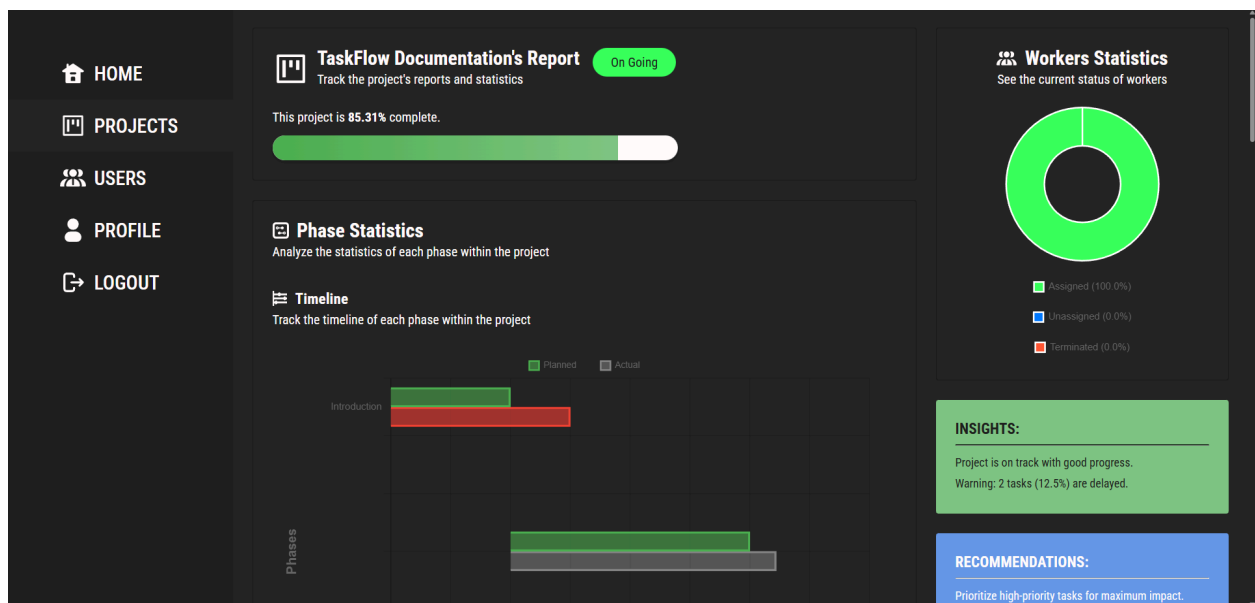 HOME
PROJECTS
USERS
PROFILE
LOGOUT
TaskFlow Documentation's Report
On Going
Track the project's reports and statistics
This project is 85.31% complete.
Phase Statistics
Analyze the statistics of each phase within the project
Timeline
Track the timeline of each phase within the project
Planned
Actual
Introduction
Phases
Workers Statistics
See the current status of workers
Assigned (100.0%)
Unassigned (0.0%)
Terminated (0.0%)
INSIGHTS:
Project is on track with good progress.
Warning: 2 tasks (12.5%) are delayed.
RECOMMENDATIONS:
Prioritize high-priority tasks for maximum impact.